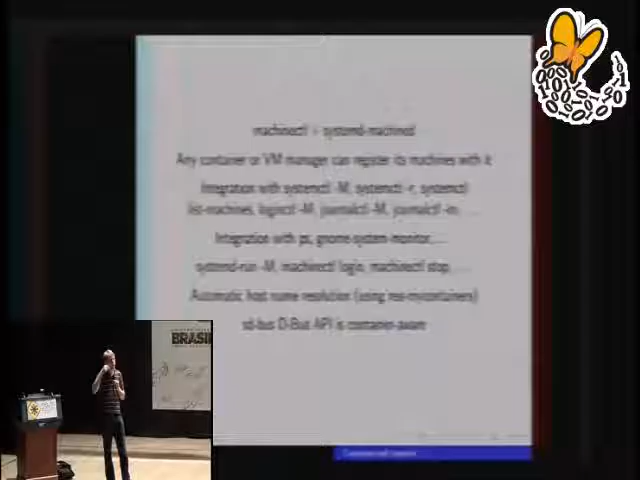 machinectl + systemd-machined
Any container or VM manager can register its machines with it
Integration with systemctl -M, systemctl -r, systemctl
list-machines, loginctl -M, journalctl -M, journalctl -m, ...
Integration with ps, gnome-system-monitor, ...
systemd-run -M, machinectl login, machinectl stop, ...
Automatic host name resolution (using nss-mycontainers)
sd-bus D-Bus API is container-aware
BRASIL